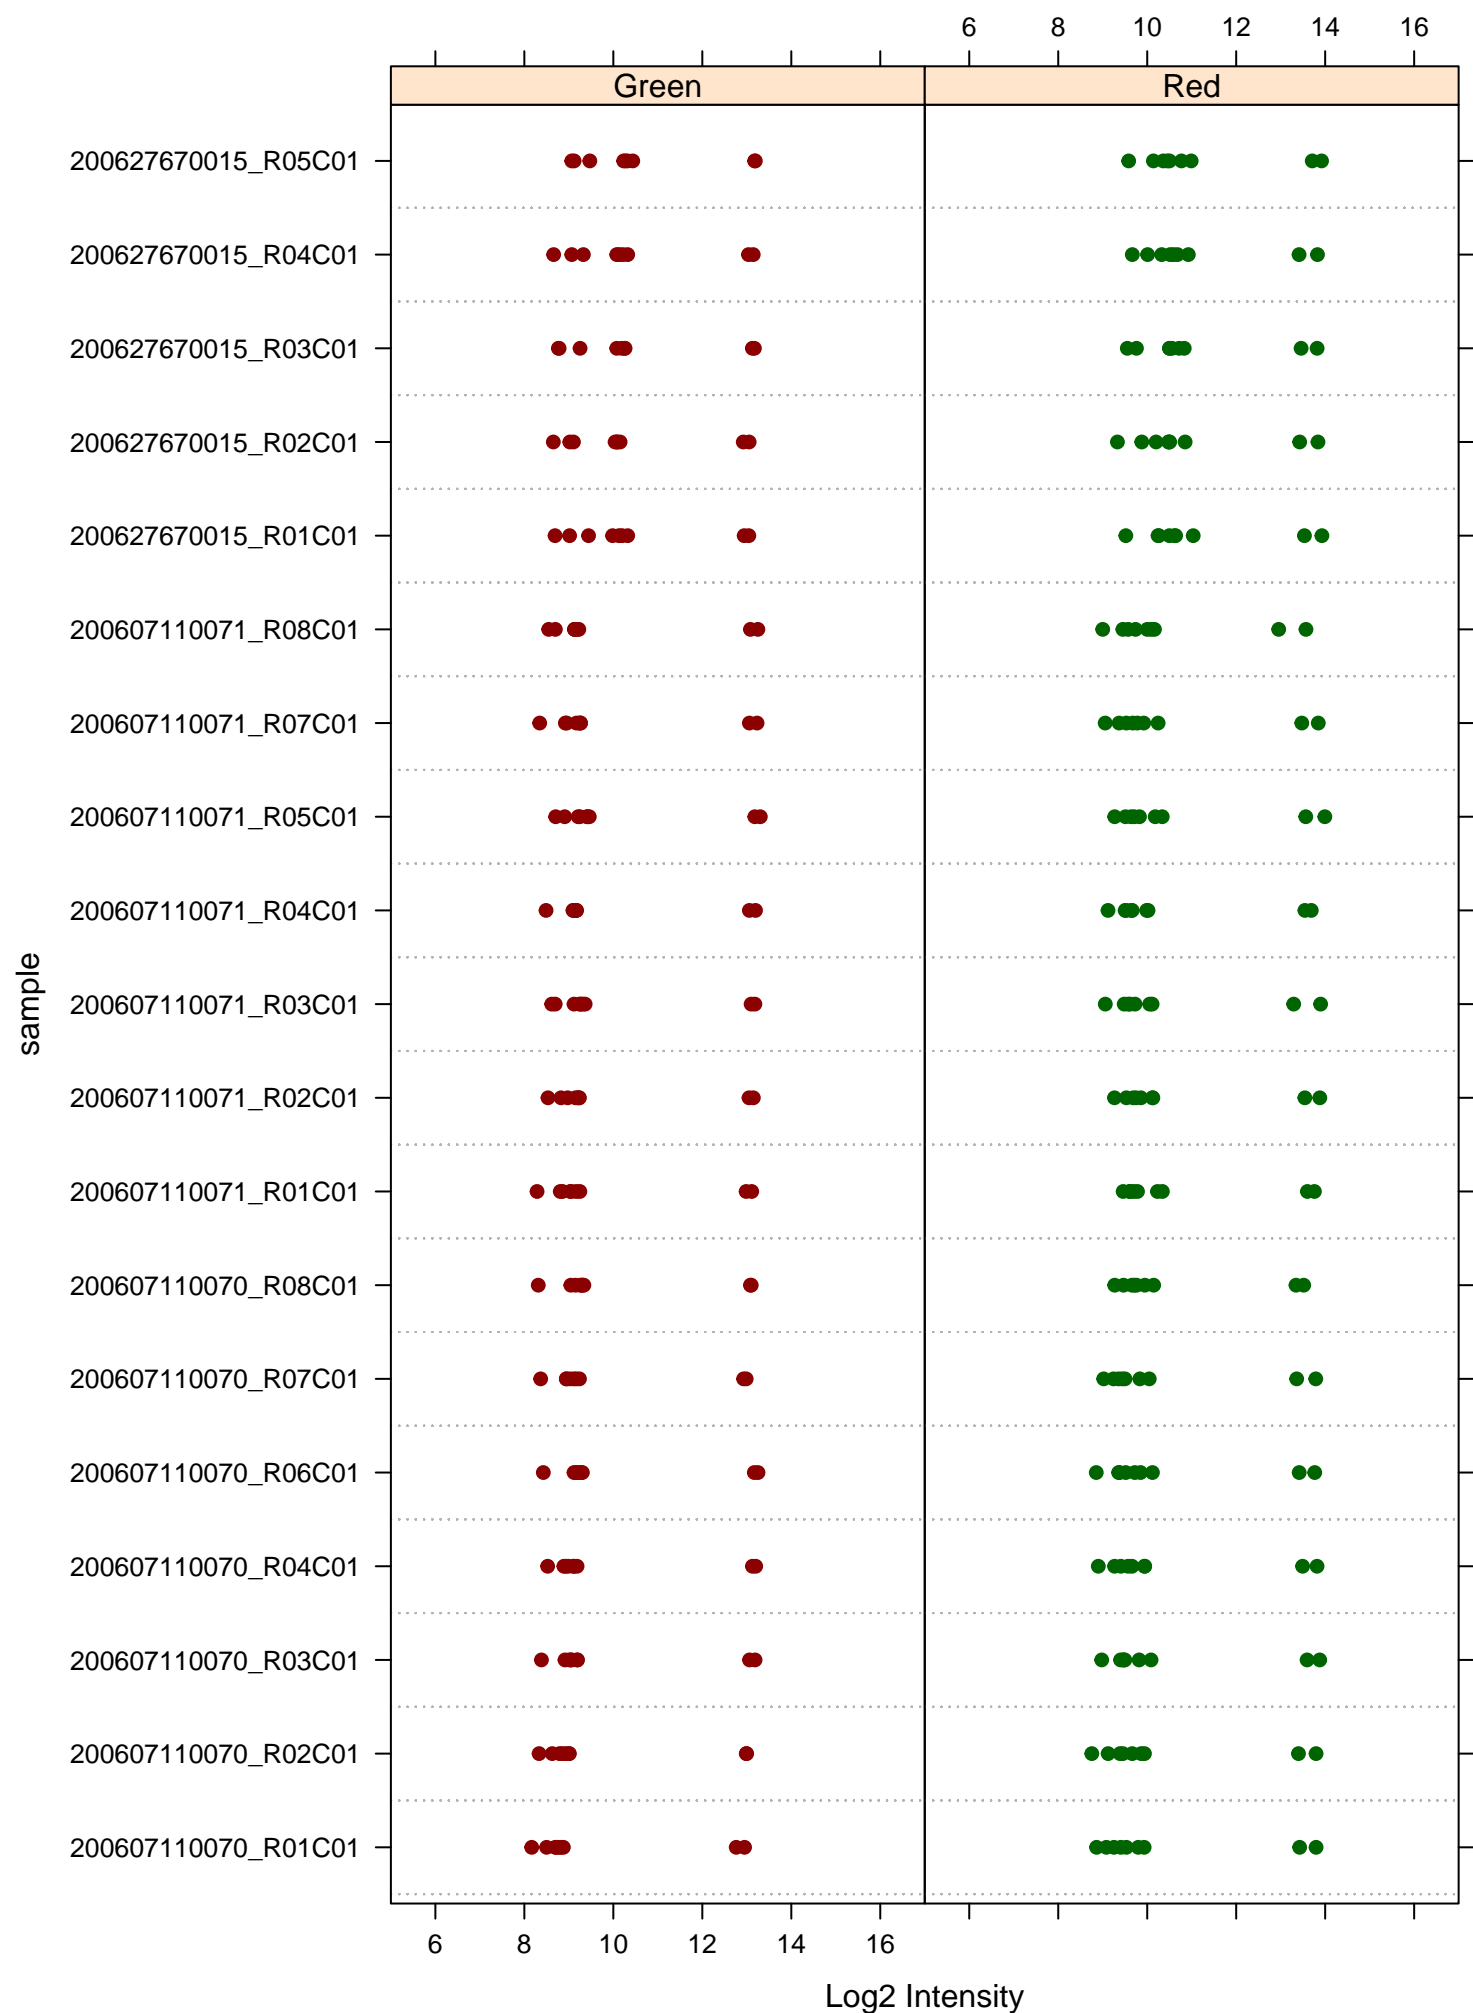 6 8 10 12 14 16
Green Red
200627670015_R05C01
200627670015_R04C01
200627670015_R03C01
200627670015_R02C01
200627670015_R01C01
200607110071_R08C01
200607110071_R07C01
200607110071_R05C01
200607110071_R04C01
200607110071_R03C01
200607110071_R02C01
200607110071_R01C01
200607110070_R08C01
200607110070_R07C01
200607110070_R06C01
200607110070_R04C01
200607110070_R03C01
200607110070_R02C01
200607110070_R01C01
sample
6 8 10 12 14 16
Log2 Intensity